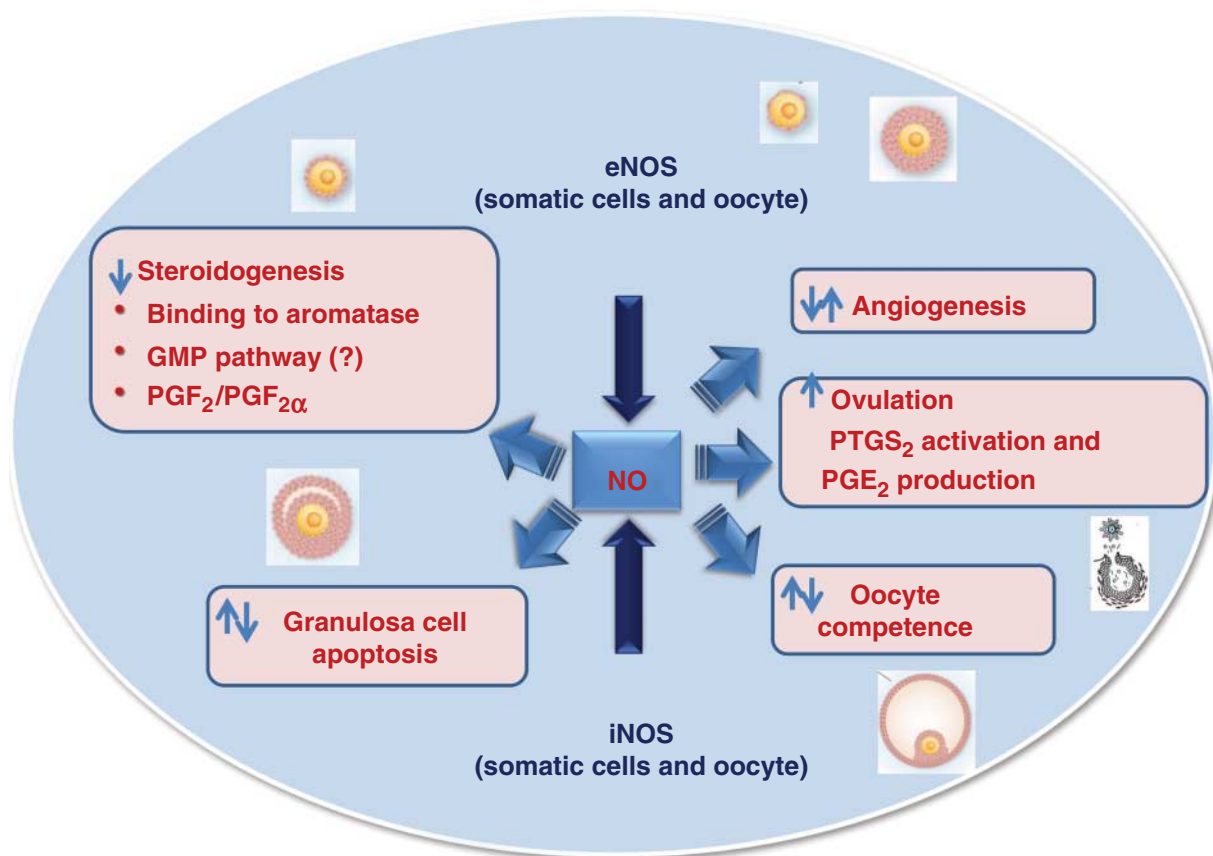 eNOS
(somatic cells and oocyte)
↓ Steroidogenesis
• Binding to aromatase
• GMP pathway (?)
• PGF₂/PGF₂α
↓↑ Angiogenesis
↑ Ovulation
PTGS₂ activation and
PGE₂ production
NO
↑↓ Granulosa cell
apoptosis
↑↓ Oocyte
competence
iNOS
(somatic cells and oocyte)